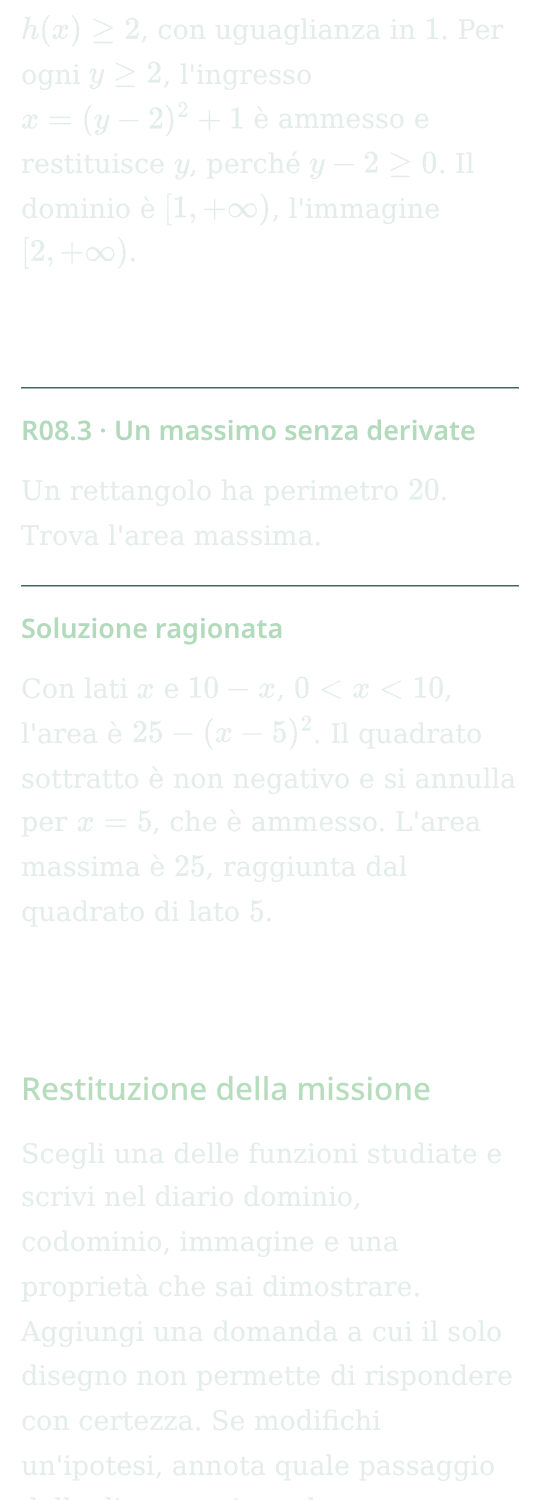 h(x) ≥ 2, con uguaglianza in 1. Per
ogni y ≥ 2, l'ingresso
x = (y − 2)² + 1 è ammesso e
restituisce y, perché y − 2 ≥ 0. Il
dominio è [1, +∞), l'immagine
[2, +∞).
R08.3 · Un massimo senza derivate
Un rettangolo ha perimetro 20.
Trova l'area massima.
Soluzione ragionata
Con lati x e 10 − x, 0 < x < 10,
l'area è 25 − (x − 5)². Il quadrato
sottratto è non negativo e si annulla
per x = 5, che è ammesso. L'area
massima è 25, raggiunta dal
quadrato di lato 5.
Restituzione della missione
Scegli una delle funzioni studiate e
scrivi nel diario dominio,
codominio, immagine e una
proprietà che sai dimostrare.
Aggiungi una domanda a cui il solo
disegno non permette di rispondere
con certezza. Se modifichi
un'ipotesi, annota quale passaggio